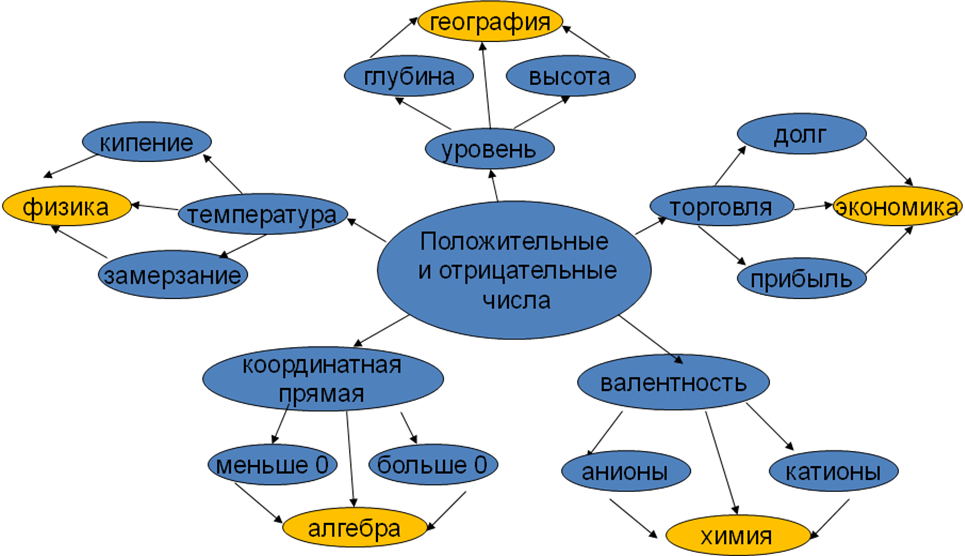 география
глубина
высота
уровень
кипение
физика
температура
замерзание
долг
торговля
экономика
прибыль
Положительные
и отрицательные
числа
координатная
прямая
меньше 0
больше 0
алгебра
валентность
анионы
катионы
химия